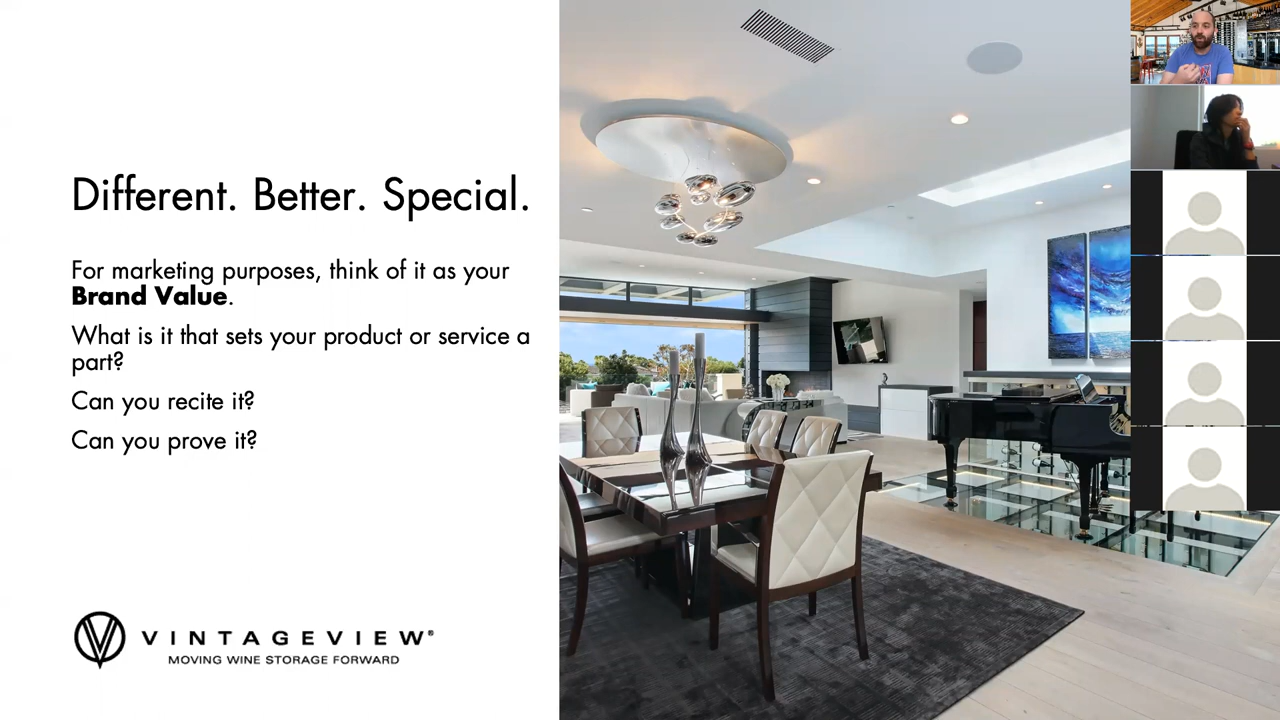 Different. Better. Special.
For marketing purposes, think of it as your
Brand Value.
What is it that sets your product or service a
part?
Can you recite it?
Can you prove it?
VINTAGEVIEW®
MOVING WINE STORAGE FORWARD